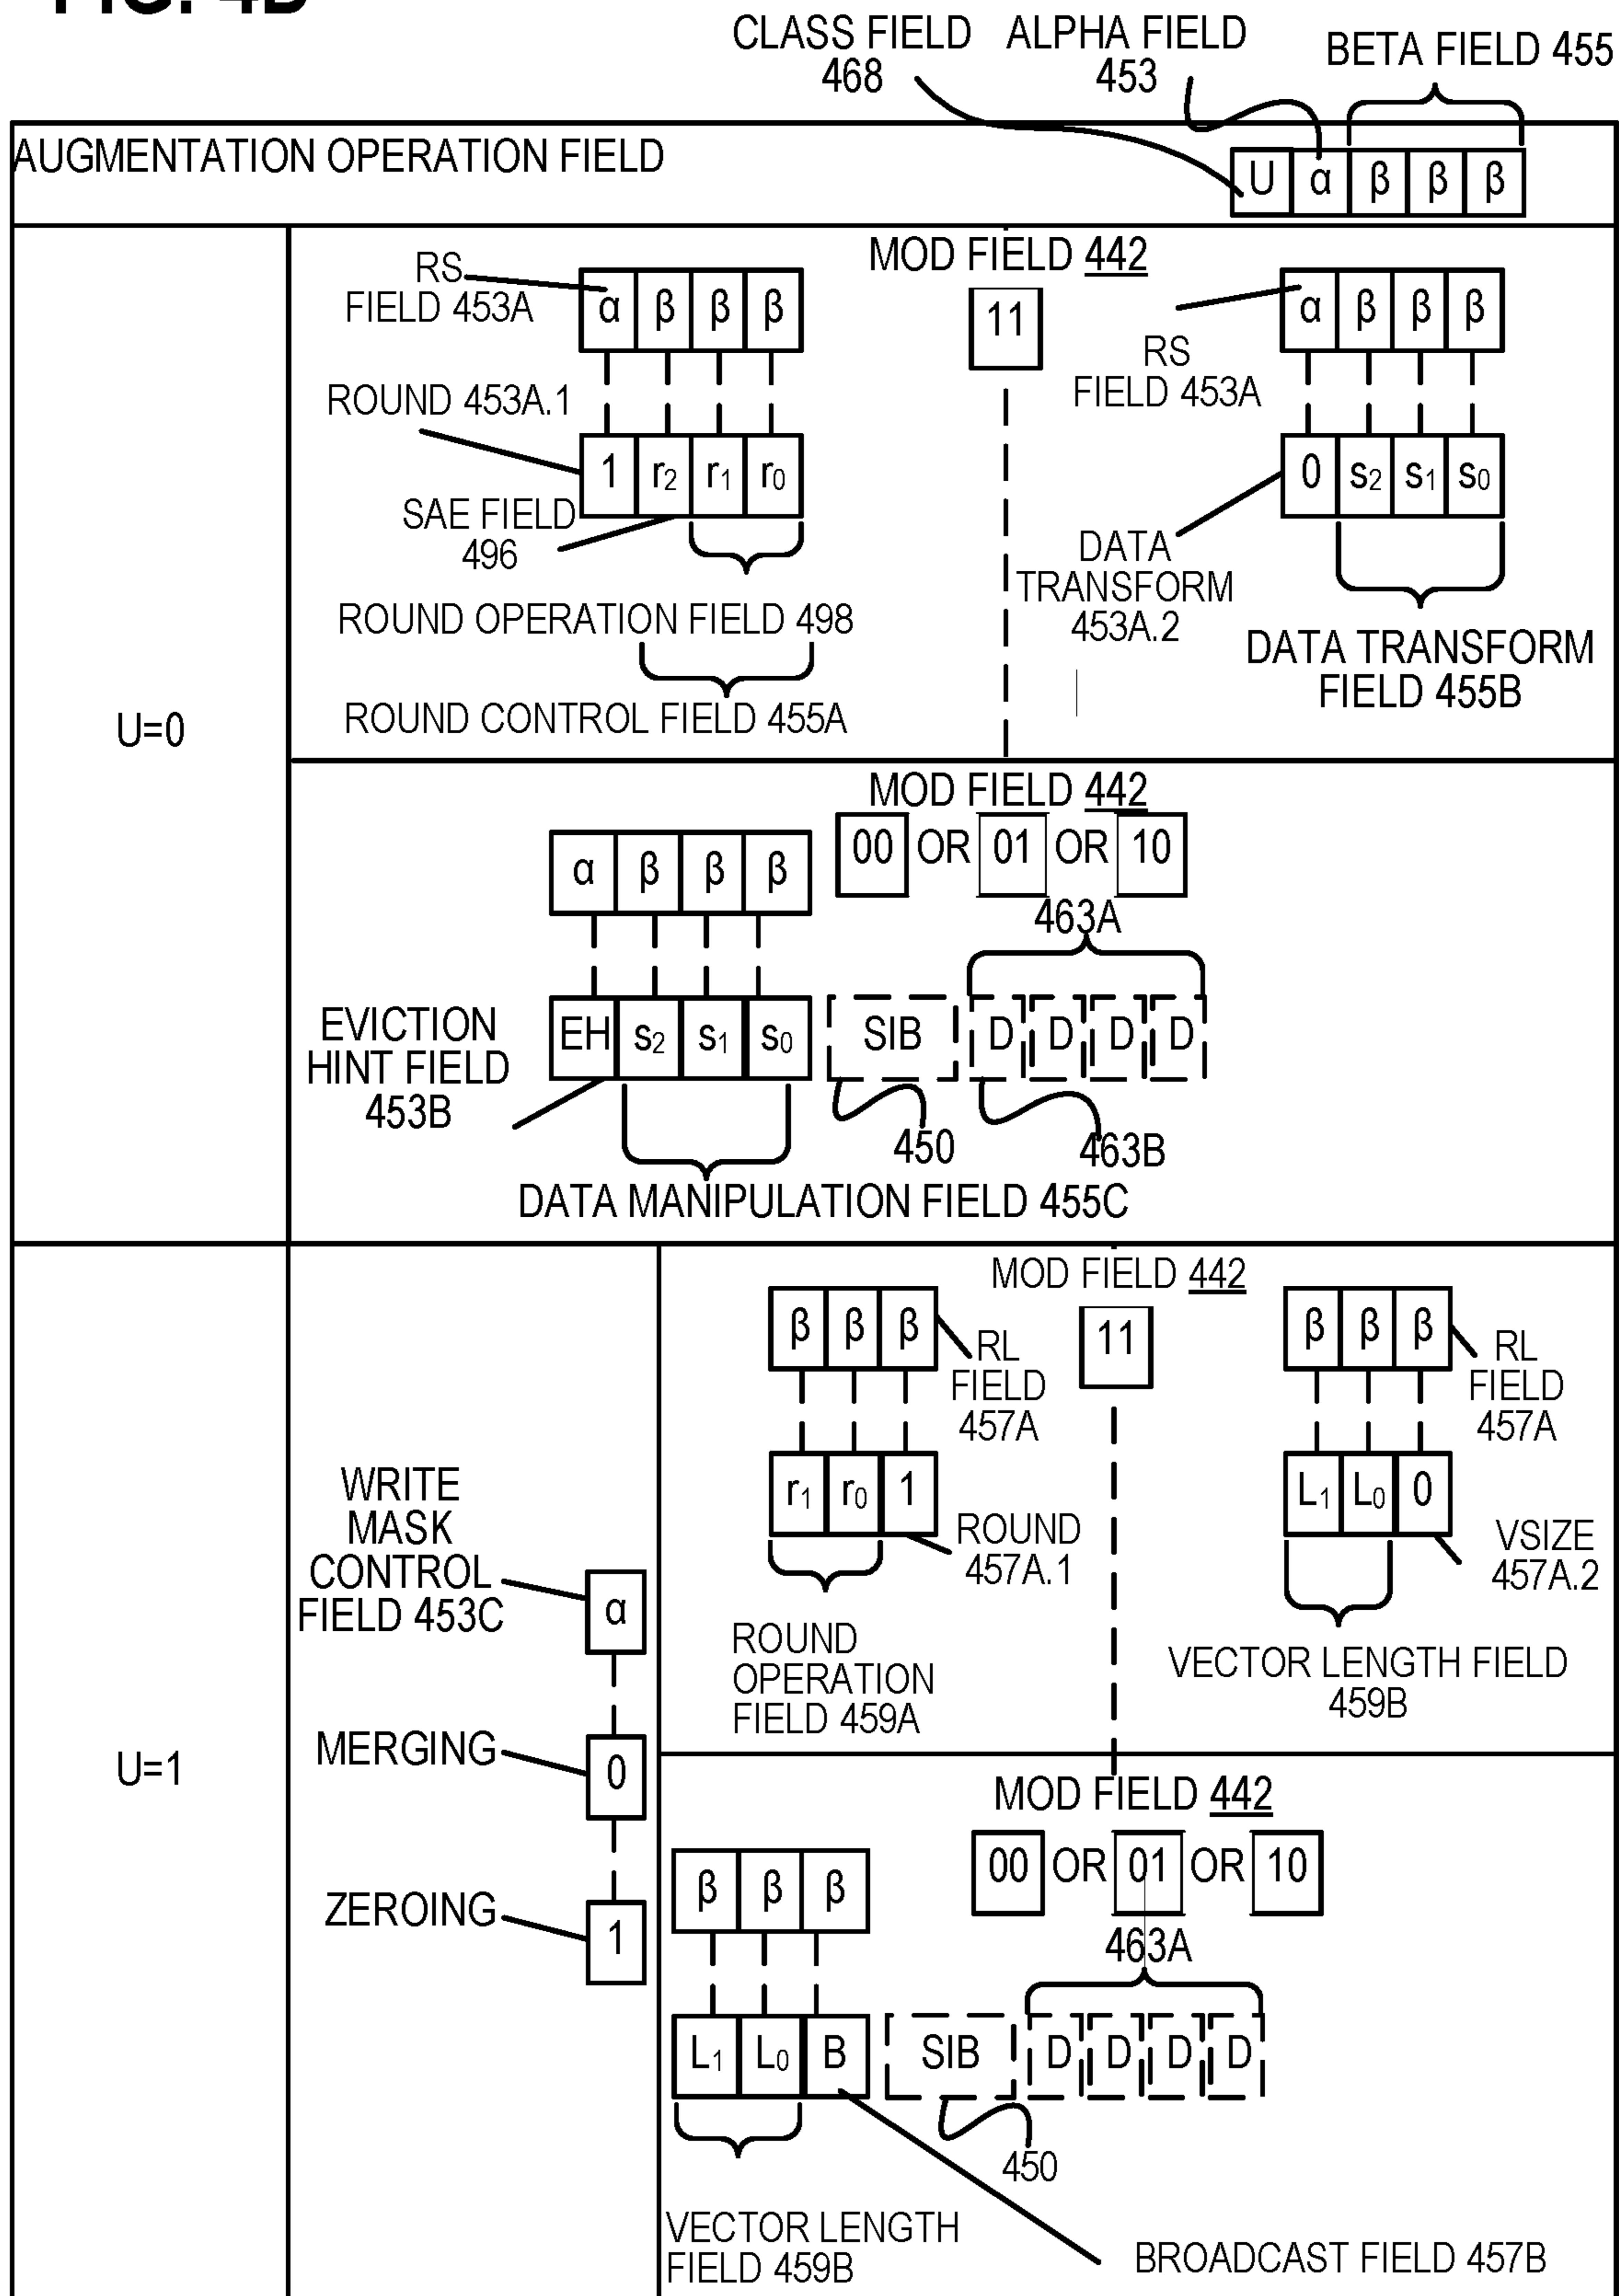 CLASS FIELD 468
ALPHA FIELD 453
BETA FIELD 455
AUGMENTATION OPERATION FIELD
U α β β β
U=0
MOD FIELD 442
11
RS FIELD 453A
α β β β
ROUND 453A.1
1 r2 r1 r0
SAE FIELD 496
ROUND OPERATION FIELD 498
ROUND CONTROL FIELD 455A
α β β β
RS FIELD 453A
0 s2 s1 s0
DATA TRANSFORM 453A.2
DATA TRANSFORM FIELD 455B
MOD FIELD 442
00 OR 01 OR 10
α β β β
463A
EVICTION HINT FIELD 453B
EH s2 s1 s0 SIB D D D D
450
463B
DATA MANIPULATION FIELD 455C
U=1
WRITE MASK CONTROL FIELD 453C
α
MERGING
0
ZEROING
1
MOD FIELD 442
11
β β β
RL FIELD 457A
r1 r0 1
ROUND 457A.1
ROUND OPERATION FIELD 459A
β β β
RL FIELD 457A
L1 L0 0
VSIZE 457A.2
VECTOR LENGTH FIELD 459B
MOD FIELD 442
00 OR 01 OR 10
β β β
463A
L1 L0 B SIB D D D D
450
VECTOR LENGTH FIELD 459B
BROADCAST FIELD 457B